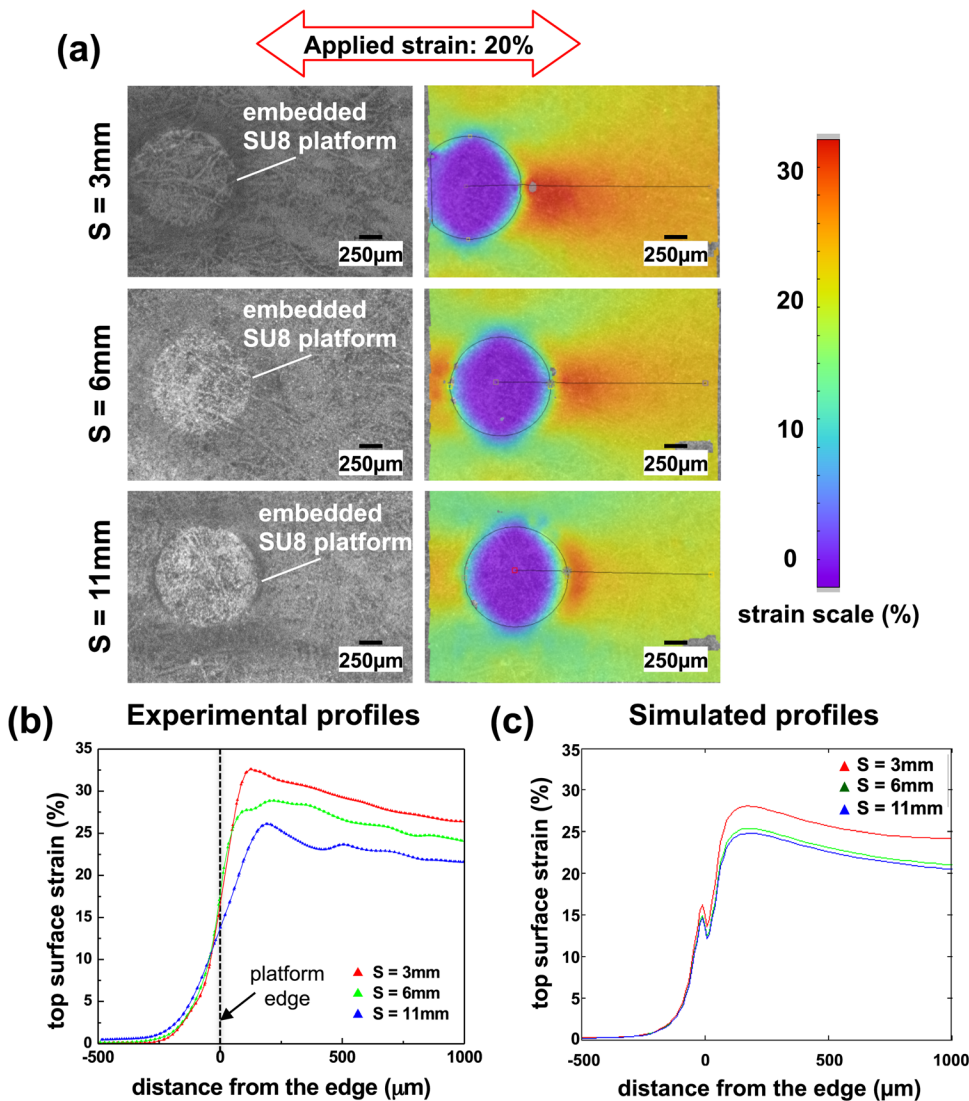 (a)
Applied strain: 20%
S = 3mm
embedded
SU8 platform
250μm
250μm
S = 6mm
embedded
SU8 platform
250μm
250μm
S = 11mm
embedded
SU8 platform
250μm
250μm
30
20
10
0
strain scale (%)
(b)
Experimental profiles
top surface strain (%)
35
30
25
20
15
10
5
0
-500
0
500
1000
platform
edge
S = 3mm
S = 6mm
S = 11mm
distance from the edge (μm)
(c)
Simulated profiles
top surface strain (%)
35
30
25
20
15
10
5
0
-500
0
500
1000
S = 3mm
S = 6mm
S = 11mm
distance from the edge (μm)